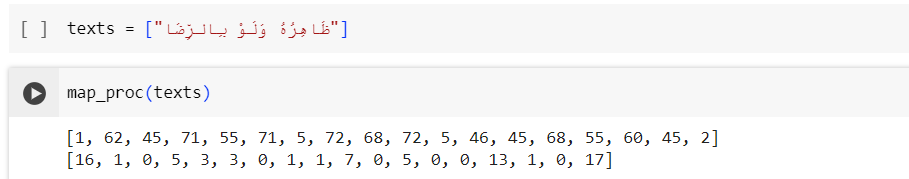 [ ] texts = ["ظَاهِرُهُ وَلَوْ بِالرِّضَا"]
map_proc(texts)
[1, 62, 45, 71, 55, 71, 5, 72, 68, 72, 5, 46, 45, 68, 55, 60, 45, 2]
[16, 1, 0, 5, 3, 3, 0, 1, 1, 7, 0, 5, 0, 0, 13, 1, 0, 17]